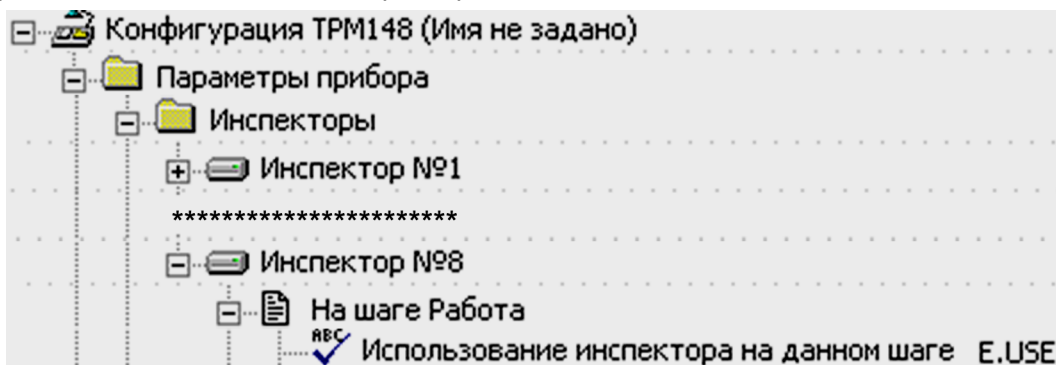 Конфигурация ТРМ148 (Имя не задано)
Параметры прибора
Инспекторы
Инспектор №1
***********************
Инспектор №8
На шаге Работа
ABC Использование инспектора на данном шаге E.USE